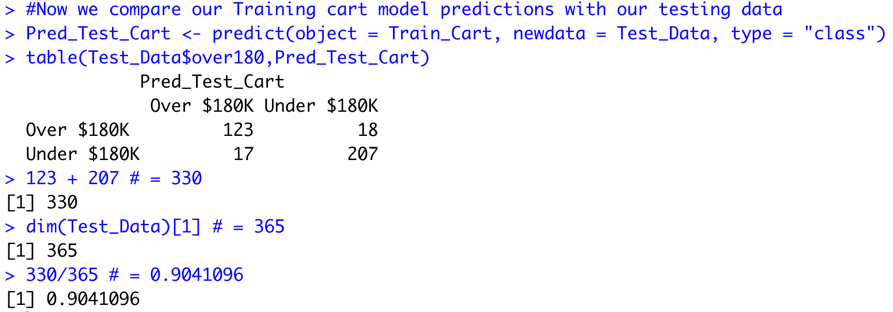 > #Now we compare our Training cart model predictions with our testing data
> Pred_Test_Cart <- predict(object = Train_Cart, newdata = Test_Data, type = "class")
> table(Test_Data$over180,Pred_Test_Cart)
Pred_Test_Cart
Over $180K Under $180K
Over $180K 123 18
Under $180K 17 207
> 123 + 207 # = 330
[1] 330
> dim(Test_Data)[1] # = 365
[1] 365
> 330/365 # = 0.9041096
[1] 0.9041096